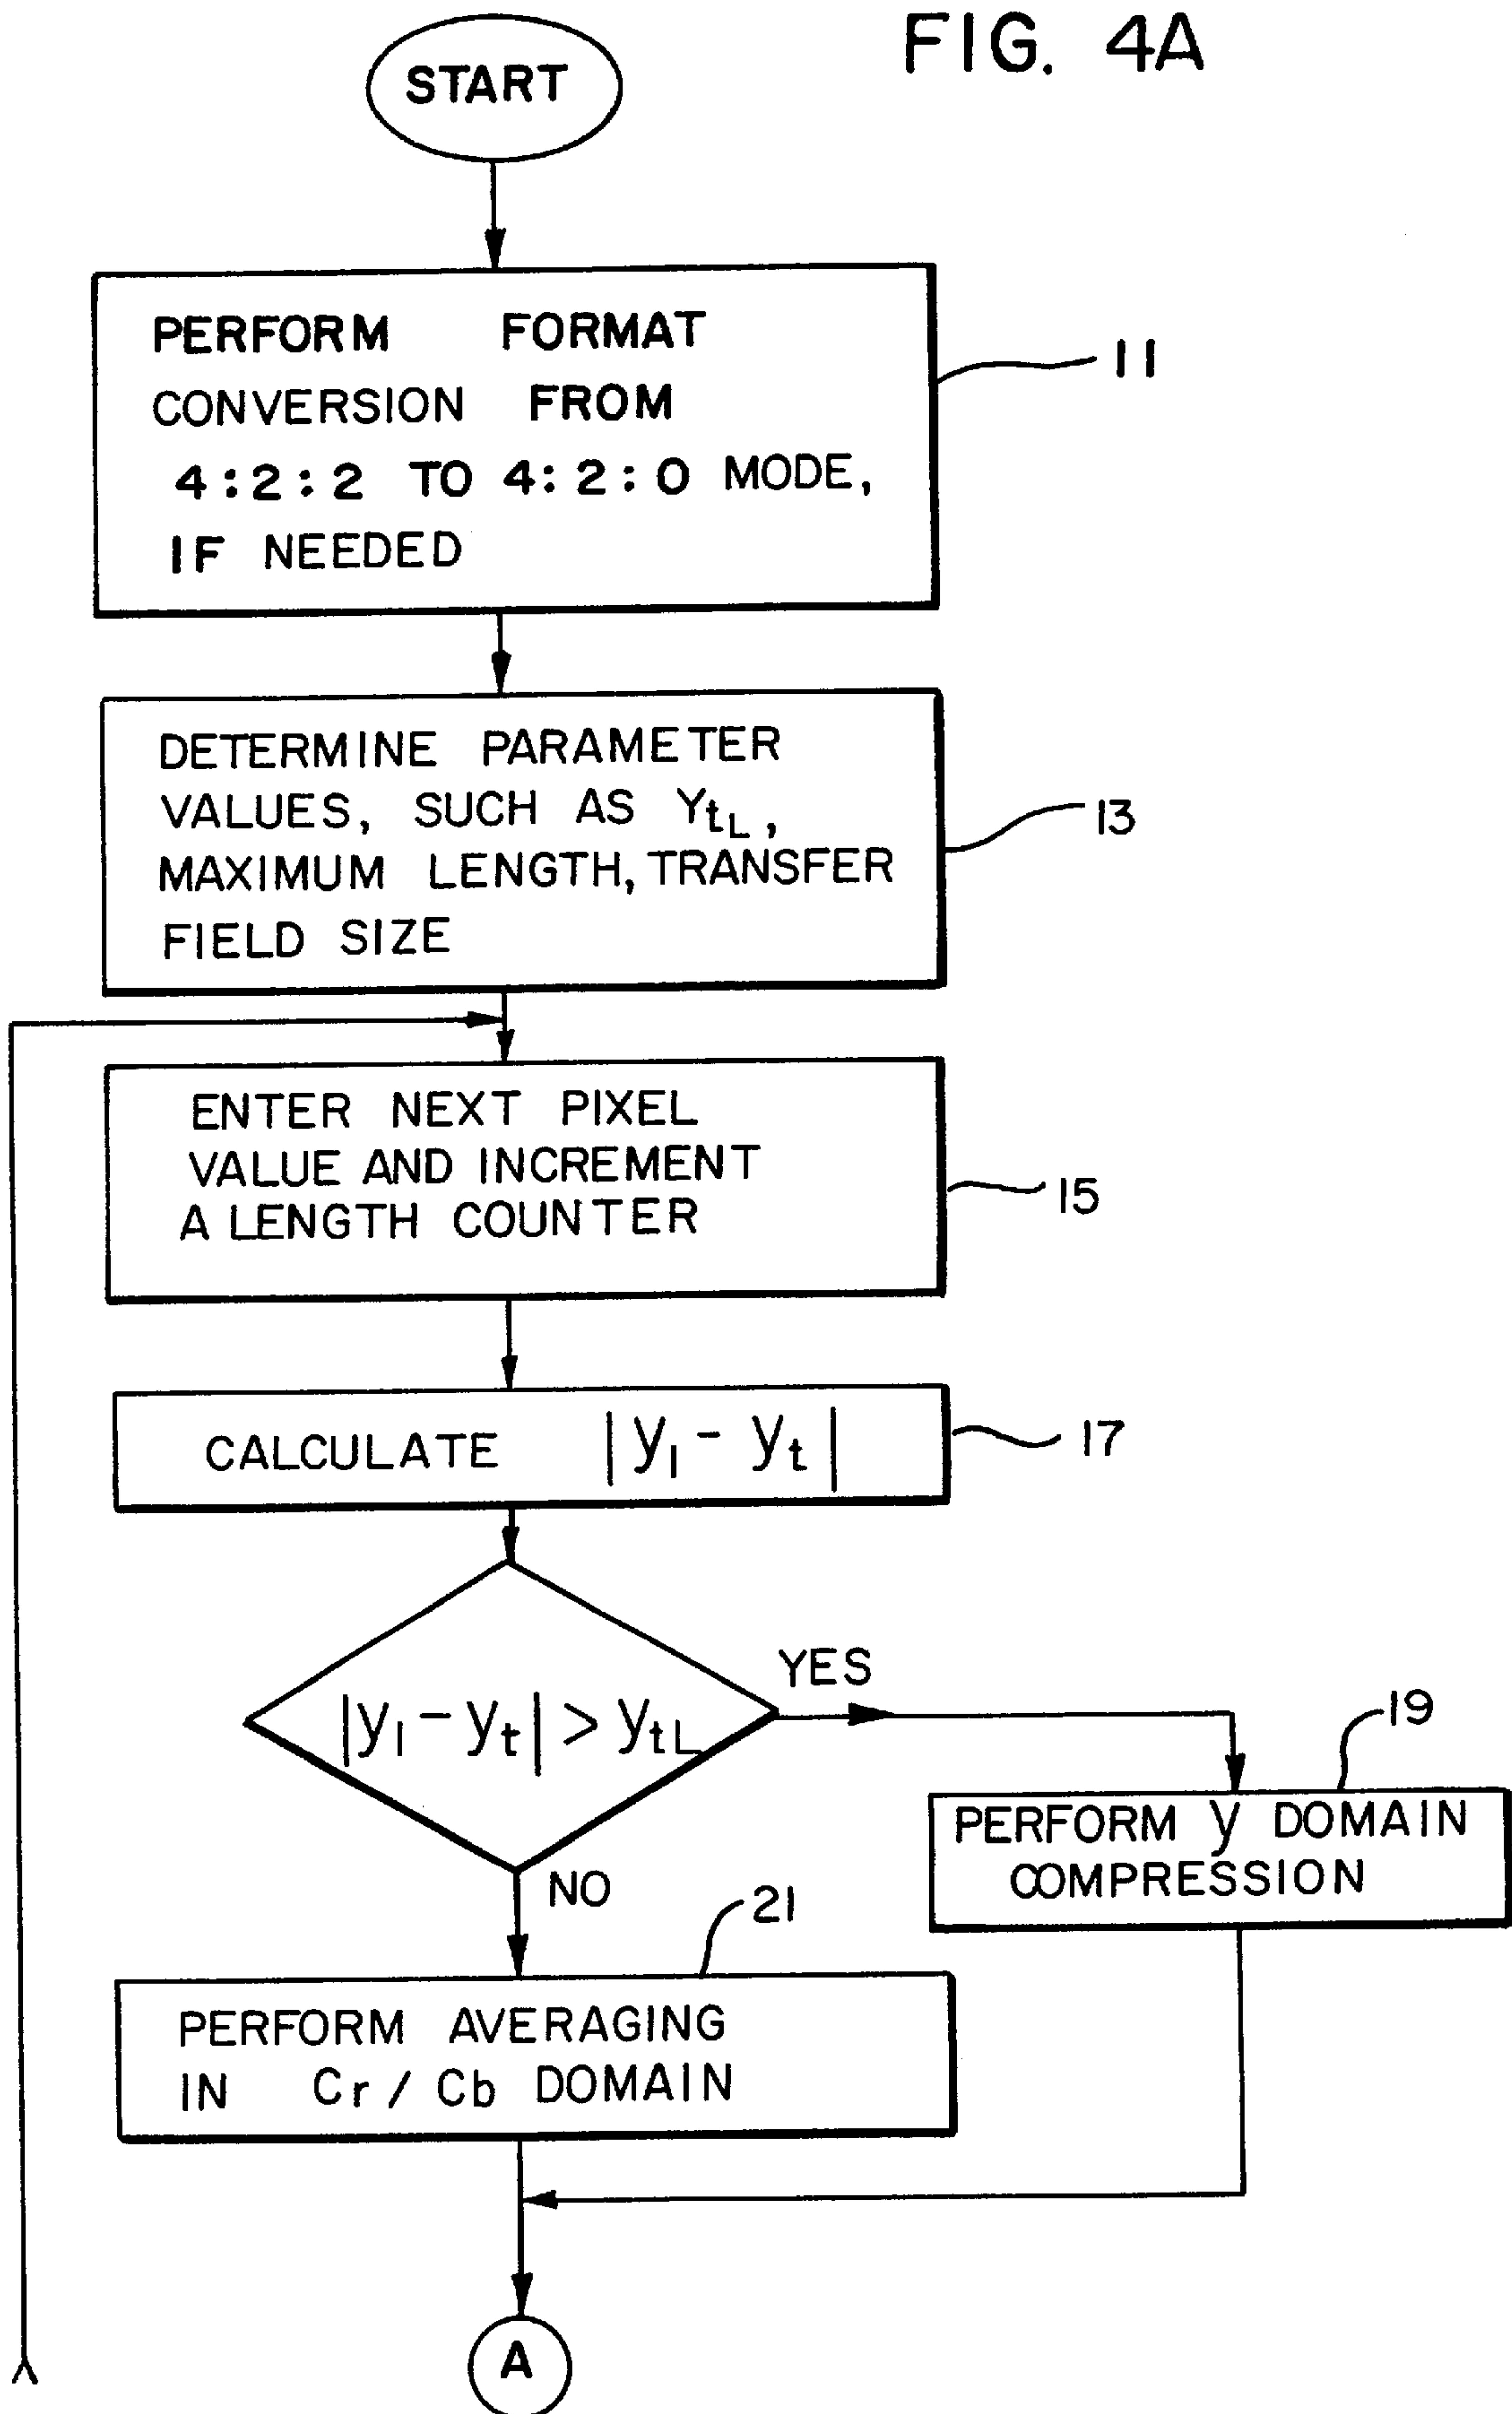 FIG. 4A
START
PERFORM FORMAT
CONVERSION FROM
4:2:2 TO 4:2:0 MODE,
IF NEEDED
11
DETERMINE PARAMETER
VALUES, SUCH AS YtL,
MAXIMUM LENGTH, TRANSFER
FIELD SIZE
13
ENTER NEXT PIXEL
VALUE AND INCREMENT
A LENGTH COUNTER
15
CALCULATE |y1 - yt|
17
|y1 - yt| > ytL
YES
19
PERFORM y DOMAIN
COMPRESSION
NO
21
PERFORM AVERAGING
IN Cr / Cb DOMAIN
A